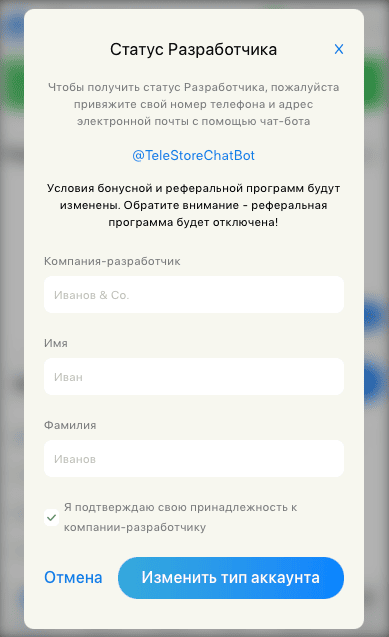 Статус Разработчика
X
Чтобы получить статус Разработчика, пожалуйста
привяжите свой номер телефона и адрес
электронной почты с помощью чат-бота
@TeleStoreChatBot
Условия бонусной и реферальной программ будут
изменены. Обратите внимание - реферальная
программа будет отключена!
Компания-разработчик
Иванов & Co.
Имя
Иван
Фамилия
Иванов
Я подтверждаю свою принадлежность к
компании-разработчику
Отмена
Изменить тип аккаунта